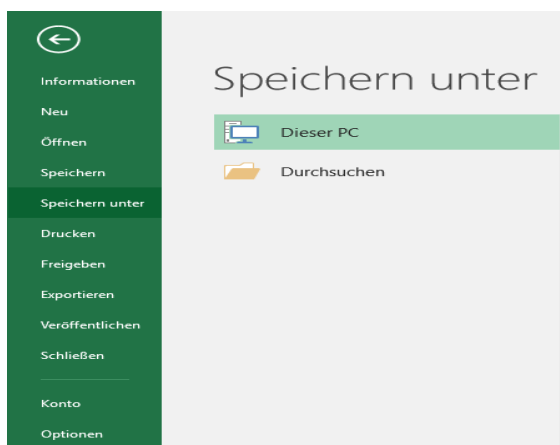 Informationen
Neu
Öffnen
Speichern
Speichern unter
Drucken
Freigeben
Exportieren
Veröffentlichen
Schließen
Konto
Optionen
Speichern unter
Dieser PC
Durchsuchen